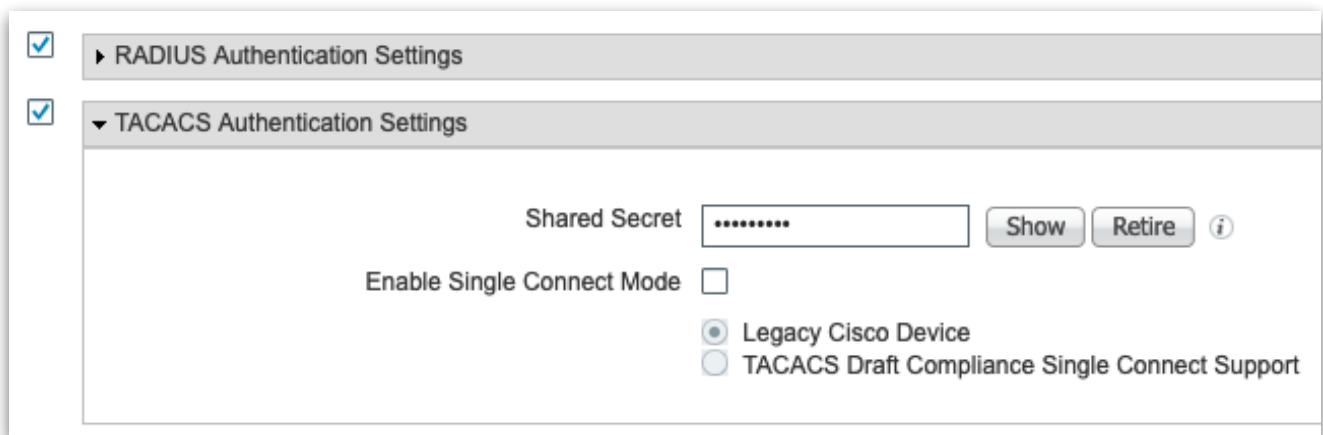 RADIUS Authentication Settings
TACACS Authentication Settings
Shared Secret ••••••••• Show Retire i
Enable Single Connect Mode
Legacy Cisco Device
TACACS Draft Compliance Single Connect Support